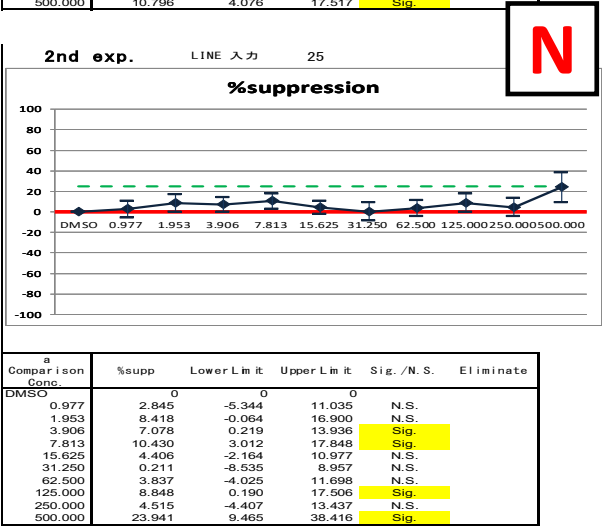 500.000 10.796 4.076 17.517 Sig.
N
2nd exp. LINE 入力 25
%suppression
100
80
60
40
20
0
-20
-40
-60
-80
-100
DMSO 0.977 1.953 3.906 7.813 15.625 31.250 62.500 125.000 250.000 500.000
a
Comparison %supp LowerLimit UpperLimit Sig./N.S. Eliminate
Conc.
DMSO 0 0 0
0.977 2.845 -5.344 11.035 N.S.
1.953 8.418 -0.064 16.900 N.S.
3.906 7.078 0.219 13.936 Sig.
7.813 10.430 3.012 17.848 Sig.
15.625 4.406 -2.164 10.977 N.S.
31.250 0.211 -8.535 8.957 N.S.
62.500 3.837 -4.025 11.698 N.S.
125.000 8.848 0.190 17.506 Sig.
250.000 4.515 -4.407 13.437 N.S.
500.000 23.941 9.465 38.416 Sig.